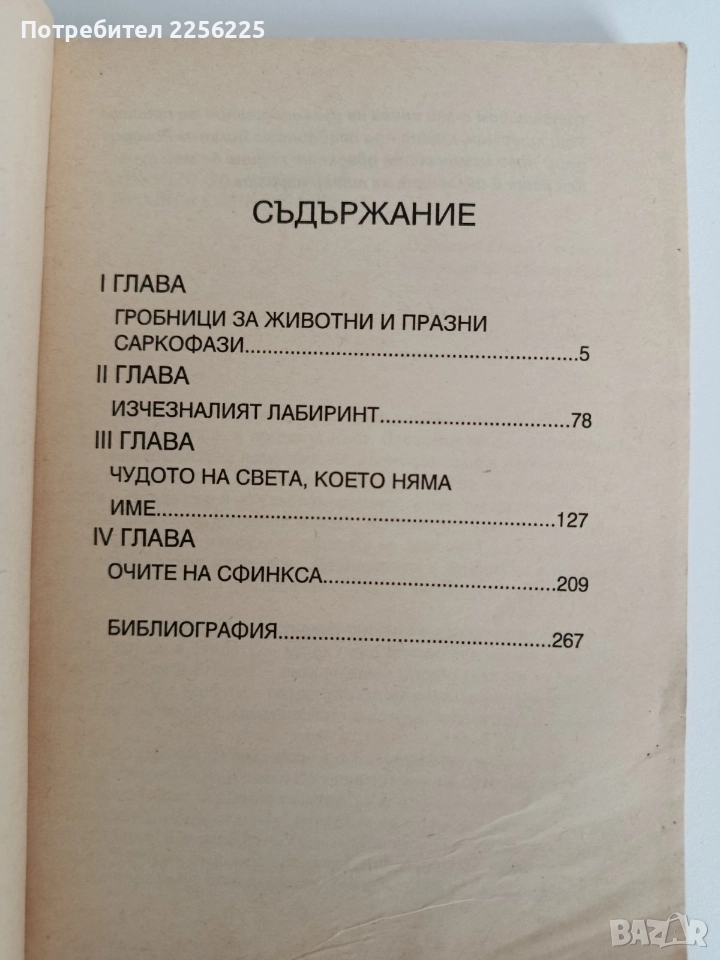 Потребител 2256225
СЪДЪРЖАНИЕ
I ГЛАВА
ГРОБНИЦИ ЗА ЖИВОТНИ И ПРАЗНИ
САРКОФАЗИ..................................................5
II ГЛАВА
ИЗЧЕЗНАЛИЯТ ЛАБИРИНТ.............................78
III ГЛАВА
ЧУДОТО НА СВЕТА, КОЕТО НЯМА
ИМЕ...............................................................127
IV ГЛАВА
ОЧИТЕ НА СФИНКСА...................................209
БИБЛИОГРАФИЯ.........................................267
BAZAR